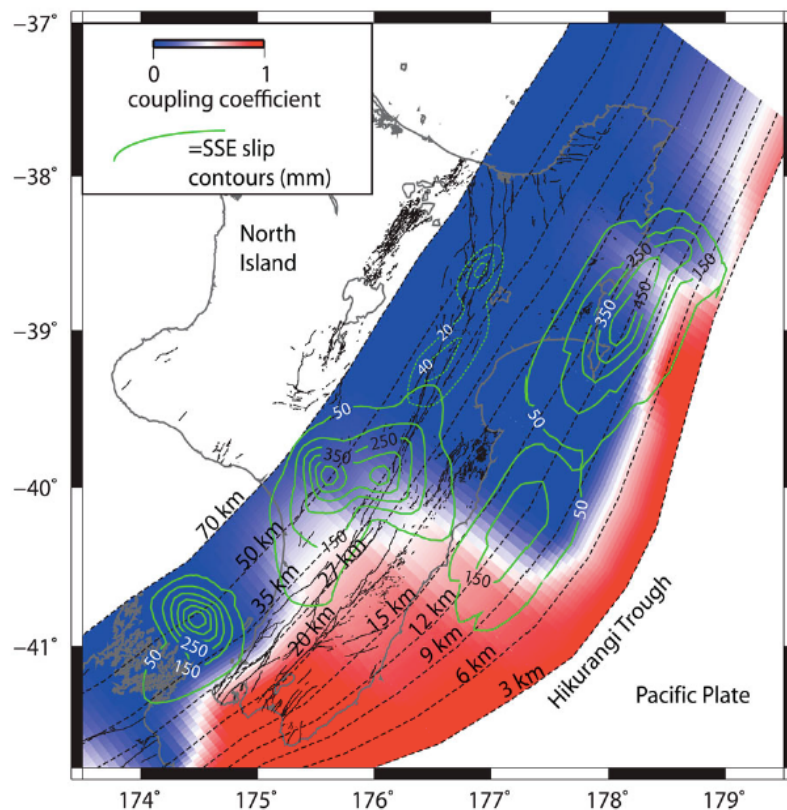 0 1
coupling coefficient
=SSE slip
contours (mm)
−37˚
−38˚
−39˚
−40˚
−41˚
North
Island
250
150
450
350
50
20
40
50
250
350
150
50
150
50
250
150
70 km
50 km
35 km
27 km
20 km
15 km
12 km
9 km
6 km
3 km
Hikurangi Trough
Pacific Plate
174˚ 175˚ 176˚ 177˚ 178˚ 179˚